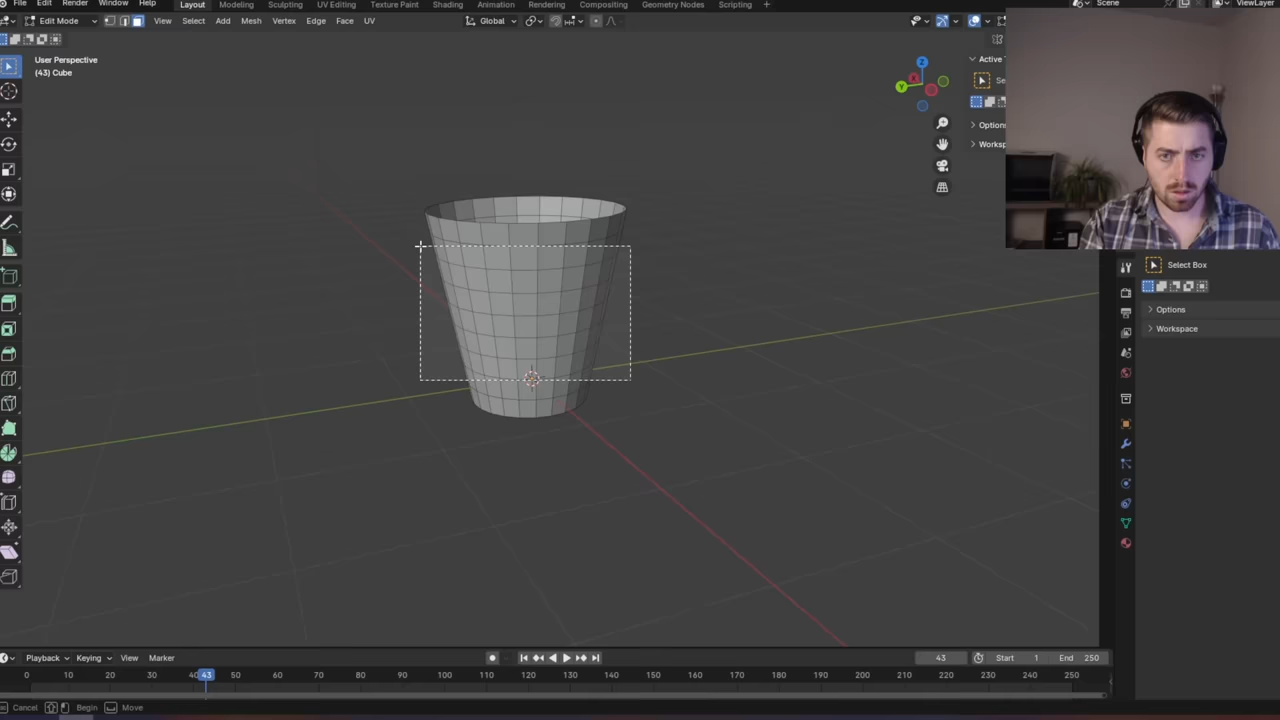 File Edit Render Window Help Layout Modeling Sculpting UV Editing Texture Paint Shading Animation Rendering Compositing Geometry Nodes Scripting + Scene ViewLayer
Edit Mode View Select Add Mesh Vertex Edge Face UV Global
User Perspective
(43) Cube
Z
Y
Active
Options
Select Box
Options
Workspace
Playback Keying View Marker 43 Start 1 End 250
0 10 20 30 40 43 50 60 70 80 90 100 110 120 130 140 150 160 170 180 190 200 210 220 230 240 250
Cancel Begin Move